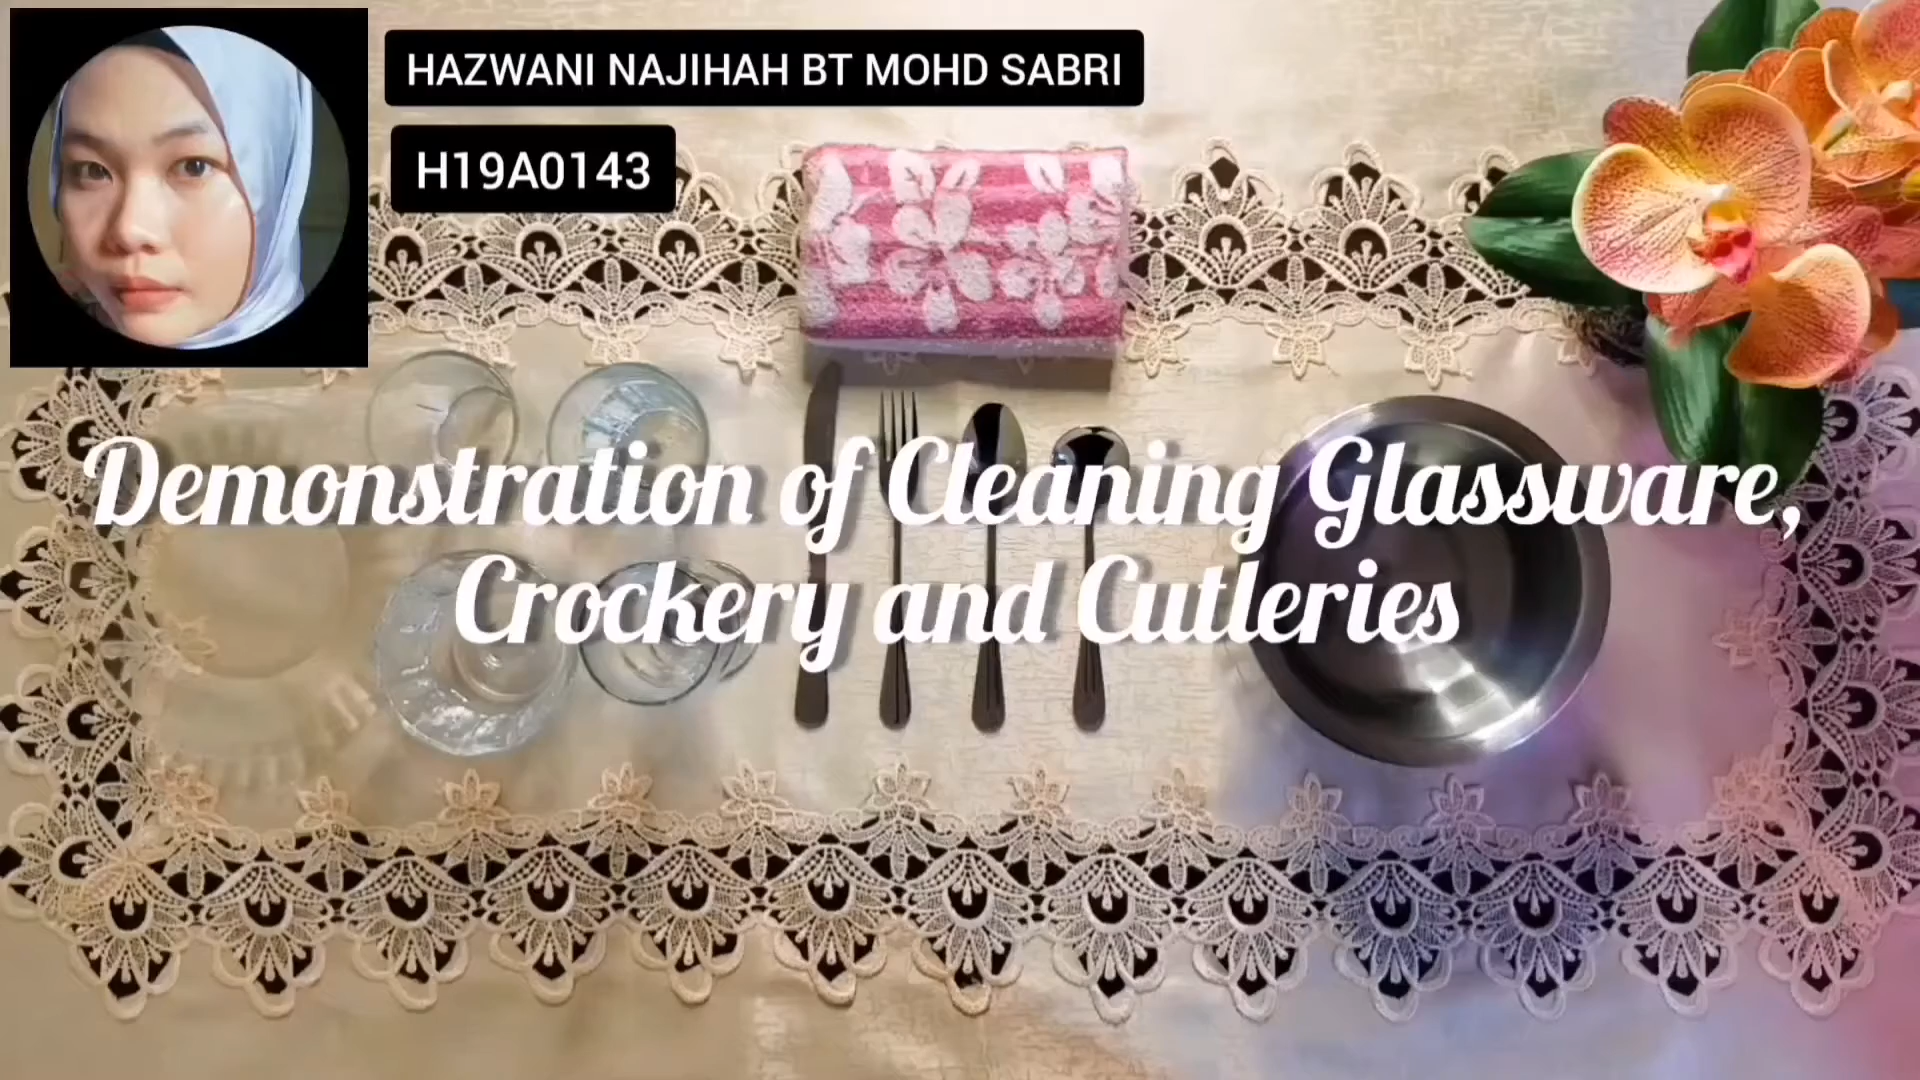 HAZWANI NAJIHAH BT MOHD SABRI
H19A0143
Demonstration of Cleaning Glassware,
Crockery and Cutleries